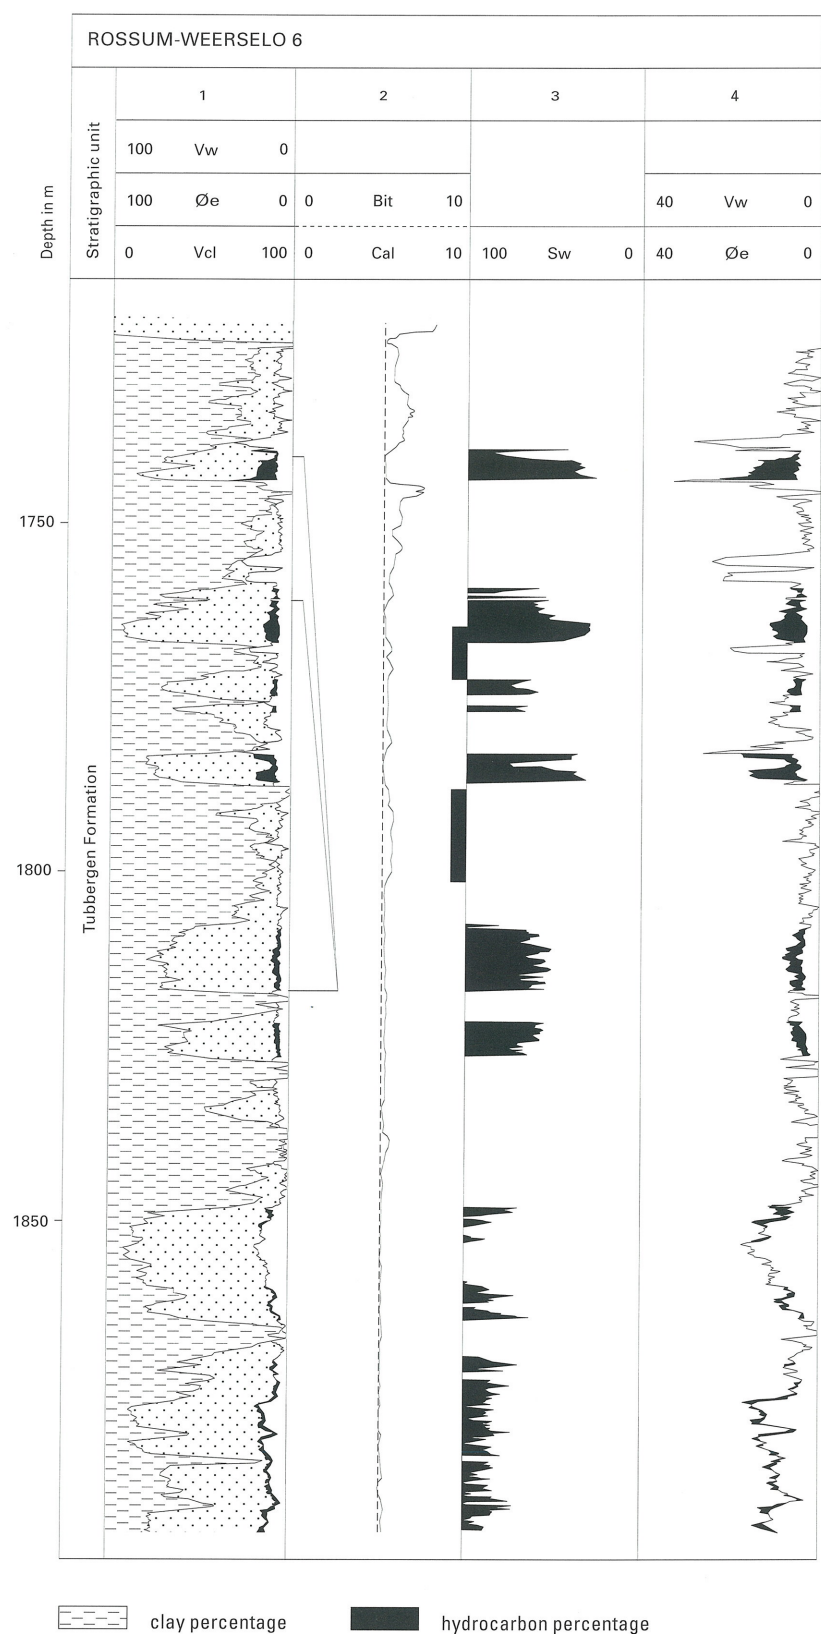 ROSSUM-WEERSELO 6
Depth in m
Stratigraphic unit
1 2 3 4
100 Vw 0
100 Øe 0 0 Bit 10 40 Vw 0
0 Vcl 100 0 Cal 10 100 Sw 0 40 Øe 0
1750
Tubbergen Formation
1800
1850
clay percentage hydrocarbon percentage